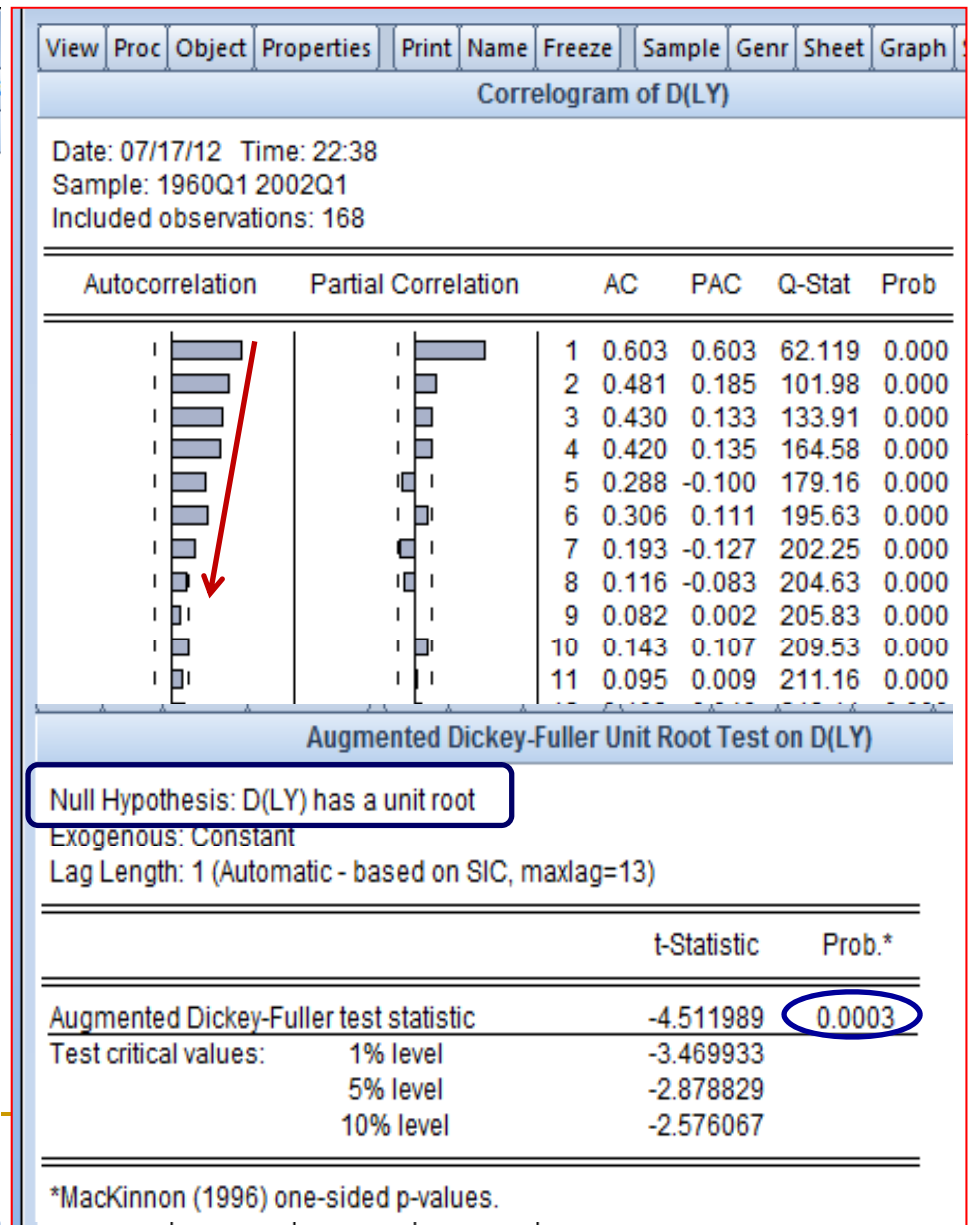 View Proc Object Properties Print Name Freeze Sample Genr Sheet Graph
Correlogram of D(LY)
Date: 07/17/12 Time: 22:38
Sample: 1960Q1 2002Q1
Included observations: 168
Autocorrelation Partial Correlation AC PAC Q-Stat Prob
1 0.603 0.603 62.119 0.000
2 0.481 0.185 101.98 0.000
3 0.430 0.133 133.91 0.000
4 0.420 0.135 164.58 0.000
5 0.288 -0.100 179.16 0.000
6 0.306 0.111 195.63 0.000
7 0.193 -0.127 202.25 0.000
8 0.116 -0.083 204.63 0.000
9 0.082 0.002 205.83 0.000
10 0.143 0.107 209.53 0.000
11 0.095 0.009 211.16 0.000
Augmented Dickey-Fuller Unit Root Test on D(LY)
Null Hypothesis: D(LY) has a unit root
Exogenous: Constant
Lag Length: 1 (Automatic - based on SIC, maxlag=13)
t-Statistic Prob.*
Augmented Dickey-Fuller test statistic -4.511989 0.0003
Test critical values: 1% level -3.469933
5% level -2.878829
10% level -2.576067
*MacKinnon (1996) one-sided p-values.